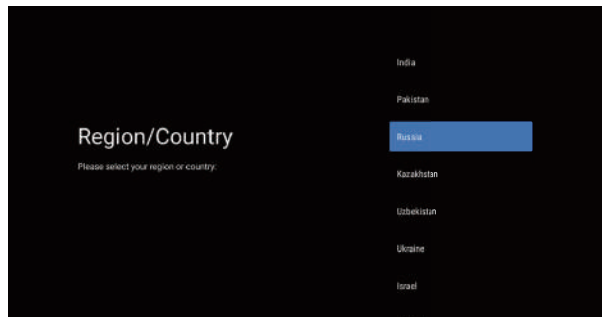 Region/Country
Please select your region or country:
India
Pakistan
Russia
Kazakhstan
Uzbekistan
Ukraine
Israel